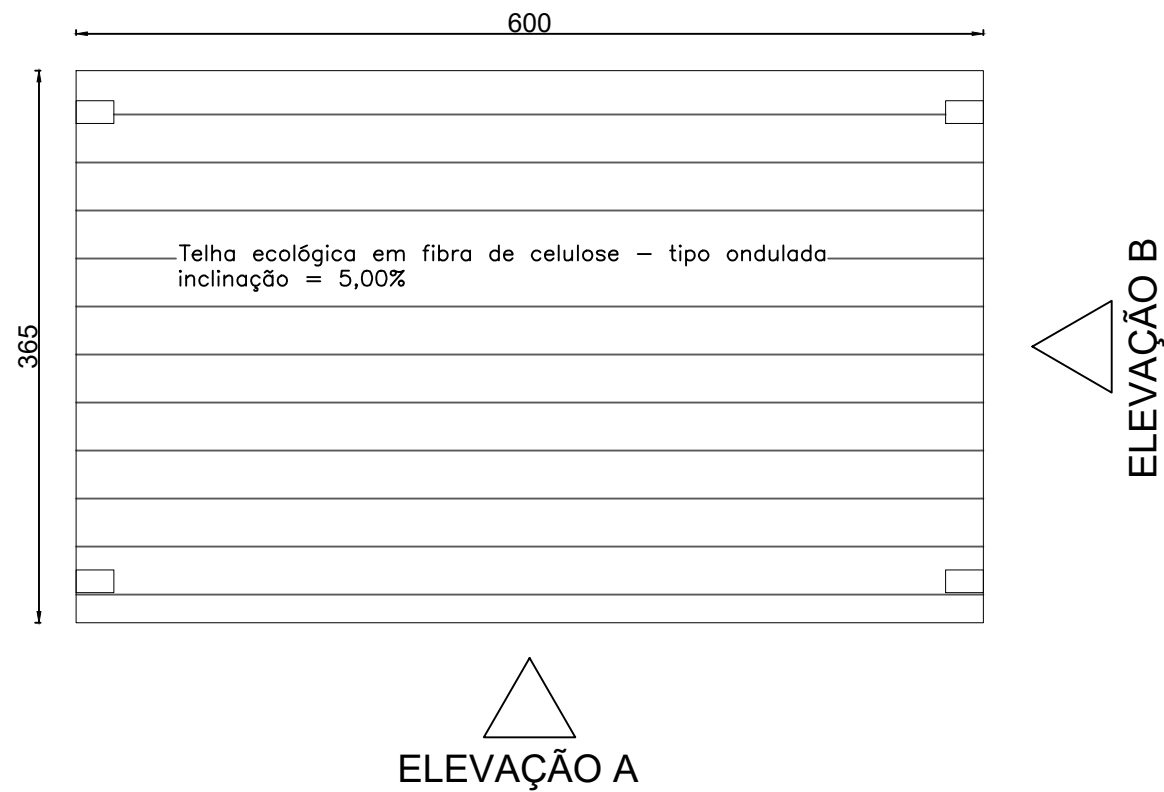 600
365
Telha ecológica em fibra de celulose – tipo ondulada
inclinação = 5,00%
ELEVAÇÃO B
ELEVAÇÃO A